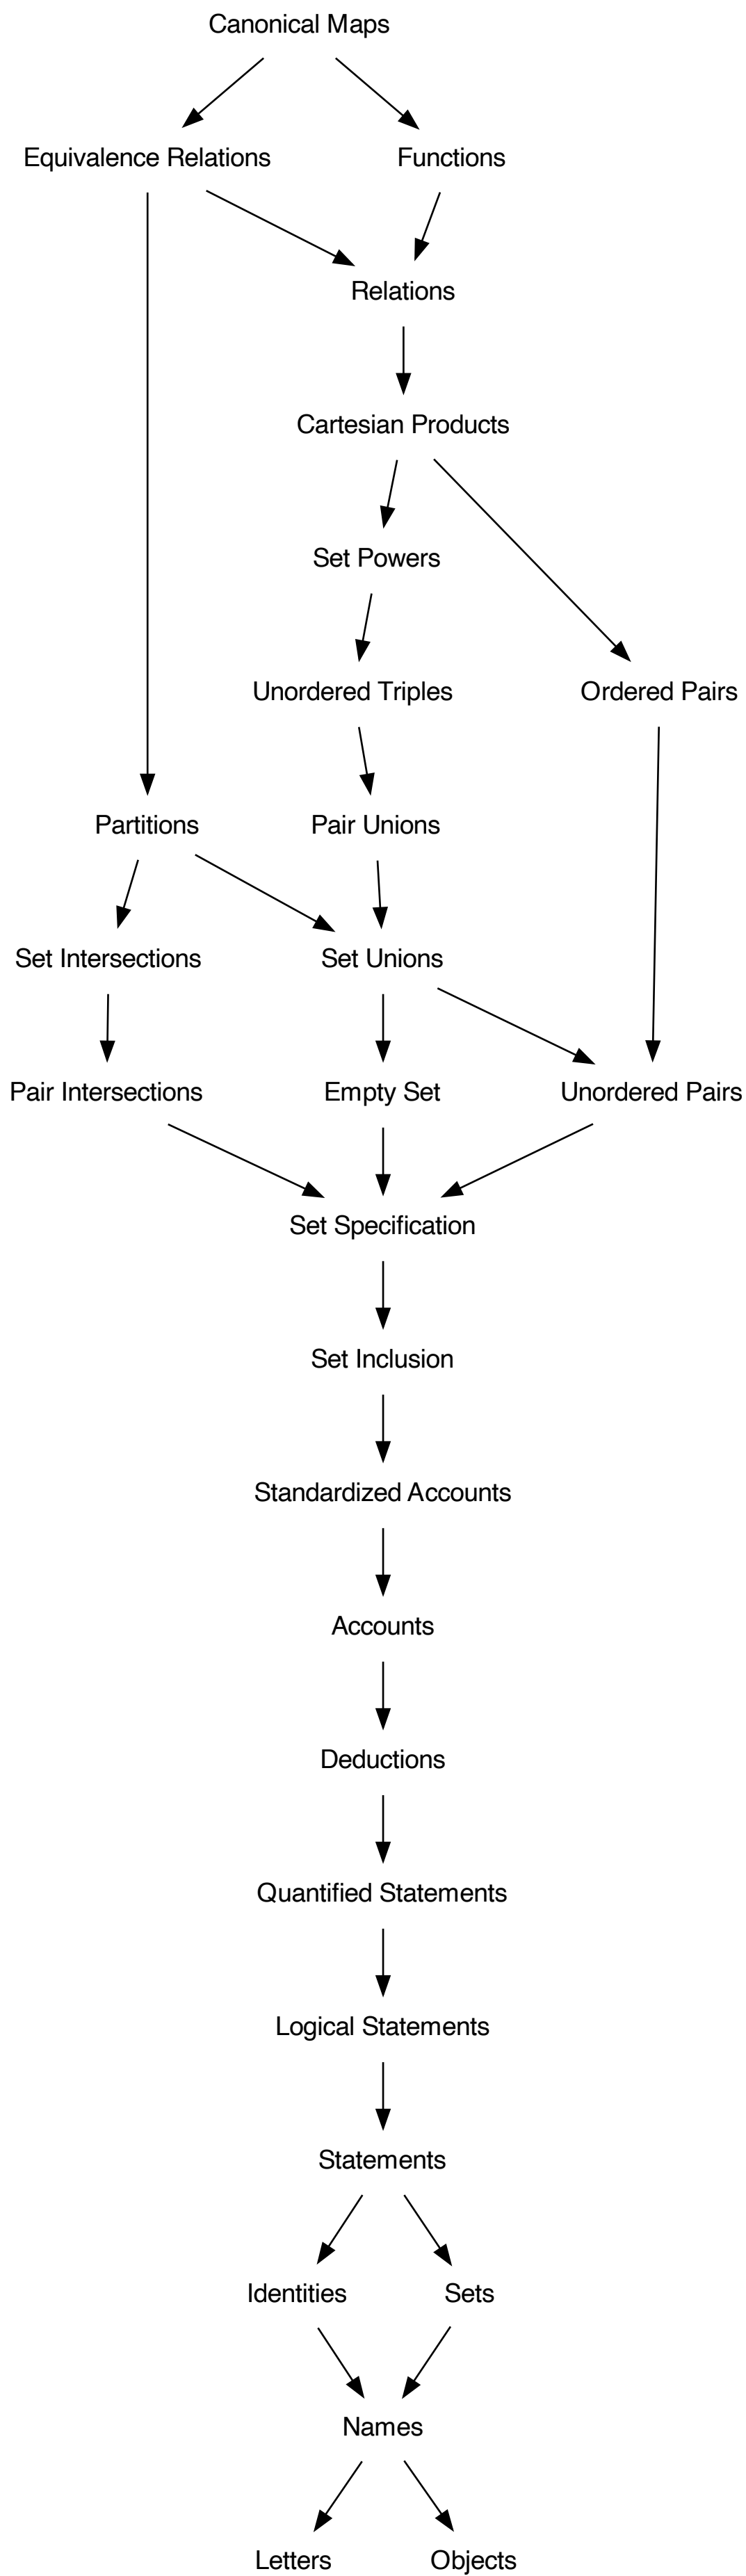 Canonical Maps
Equivalence Relations
Functions
Relations
Cartesian Products
Set Powers
Unordered Triples
Ordered Pairs
Partitions
Pair Unions
Set Intersections
Set Unions
Pair Intersections
Empty Set
Unordered Pairs
Set Specification
Set Inclusion
Standardized Accounts
Accounts
Deductions
Quantified Statements
Logical Statements
Statements
Identities
Sets
Names
Letters
Objects